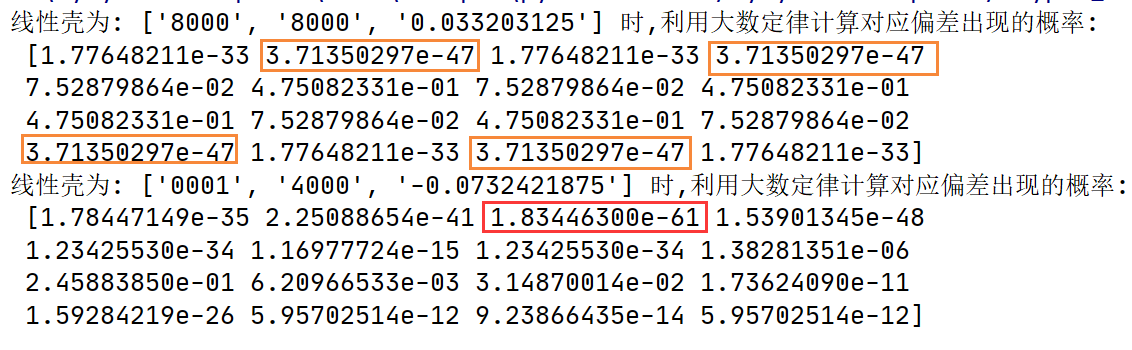 线性壳为: ['8000', '8000', '0.033203125'] 时,利用大数定律计算对应偏差出现的概率:
[1.77648211e-33 3.71350297e-47 1.77648211e-33 3.71350297e-47
7.52879864e-02 4.75082331e-01 7.52879864e-02 4.75082331e-01
4.75082331e-01 7.52879864e-02 4.75082331e-01 7.52879864e-02
3.71350297e-47 1.77648211e-33 3.71350297e-47 1.77648211e-33]
线性壳为: ['0001', '4000', '-0.0732421875'] 时,利用大数定律计算对应偏差出现的概率:
[1.78447149e-35 2.25088654e-41 1.83446300e-61 1.53901345e-48
1.23425530e-34 1.16977724e-15 1.23425530e-34 1.38281351e-06
2.45883850e-01 6.20966533e-03 3.14870014e-02 1.73624090e-11
1.59284219e-26 5.95702514e-12 9.23866435e-14 5.95702514e-12]